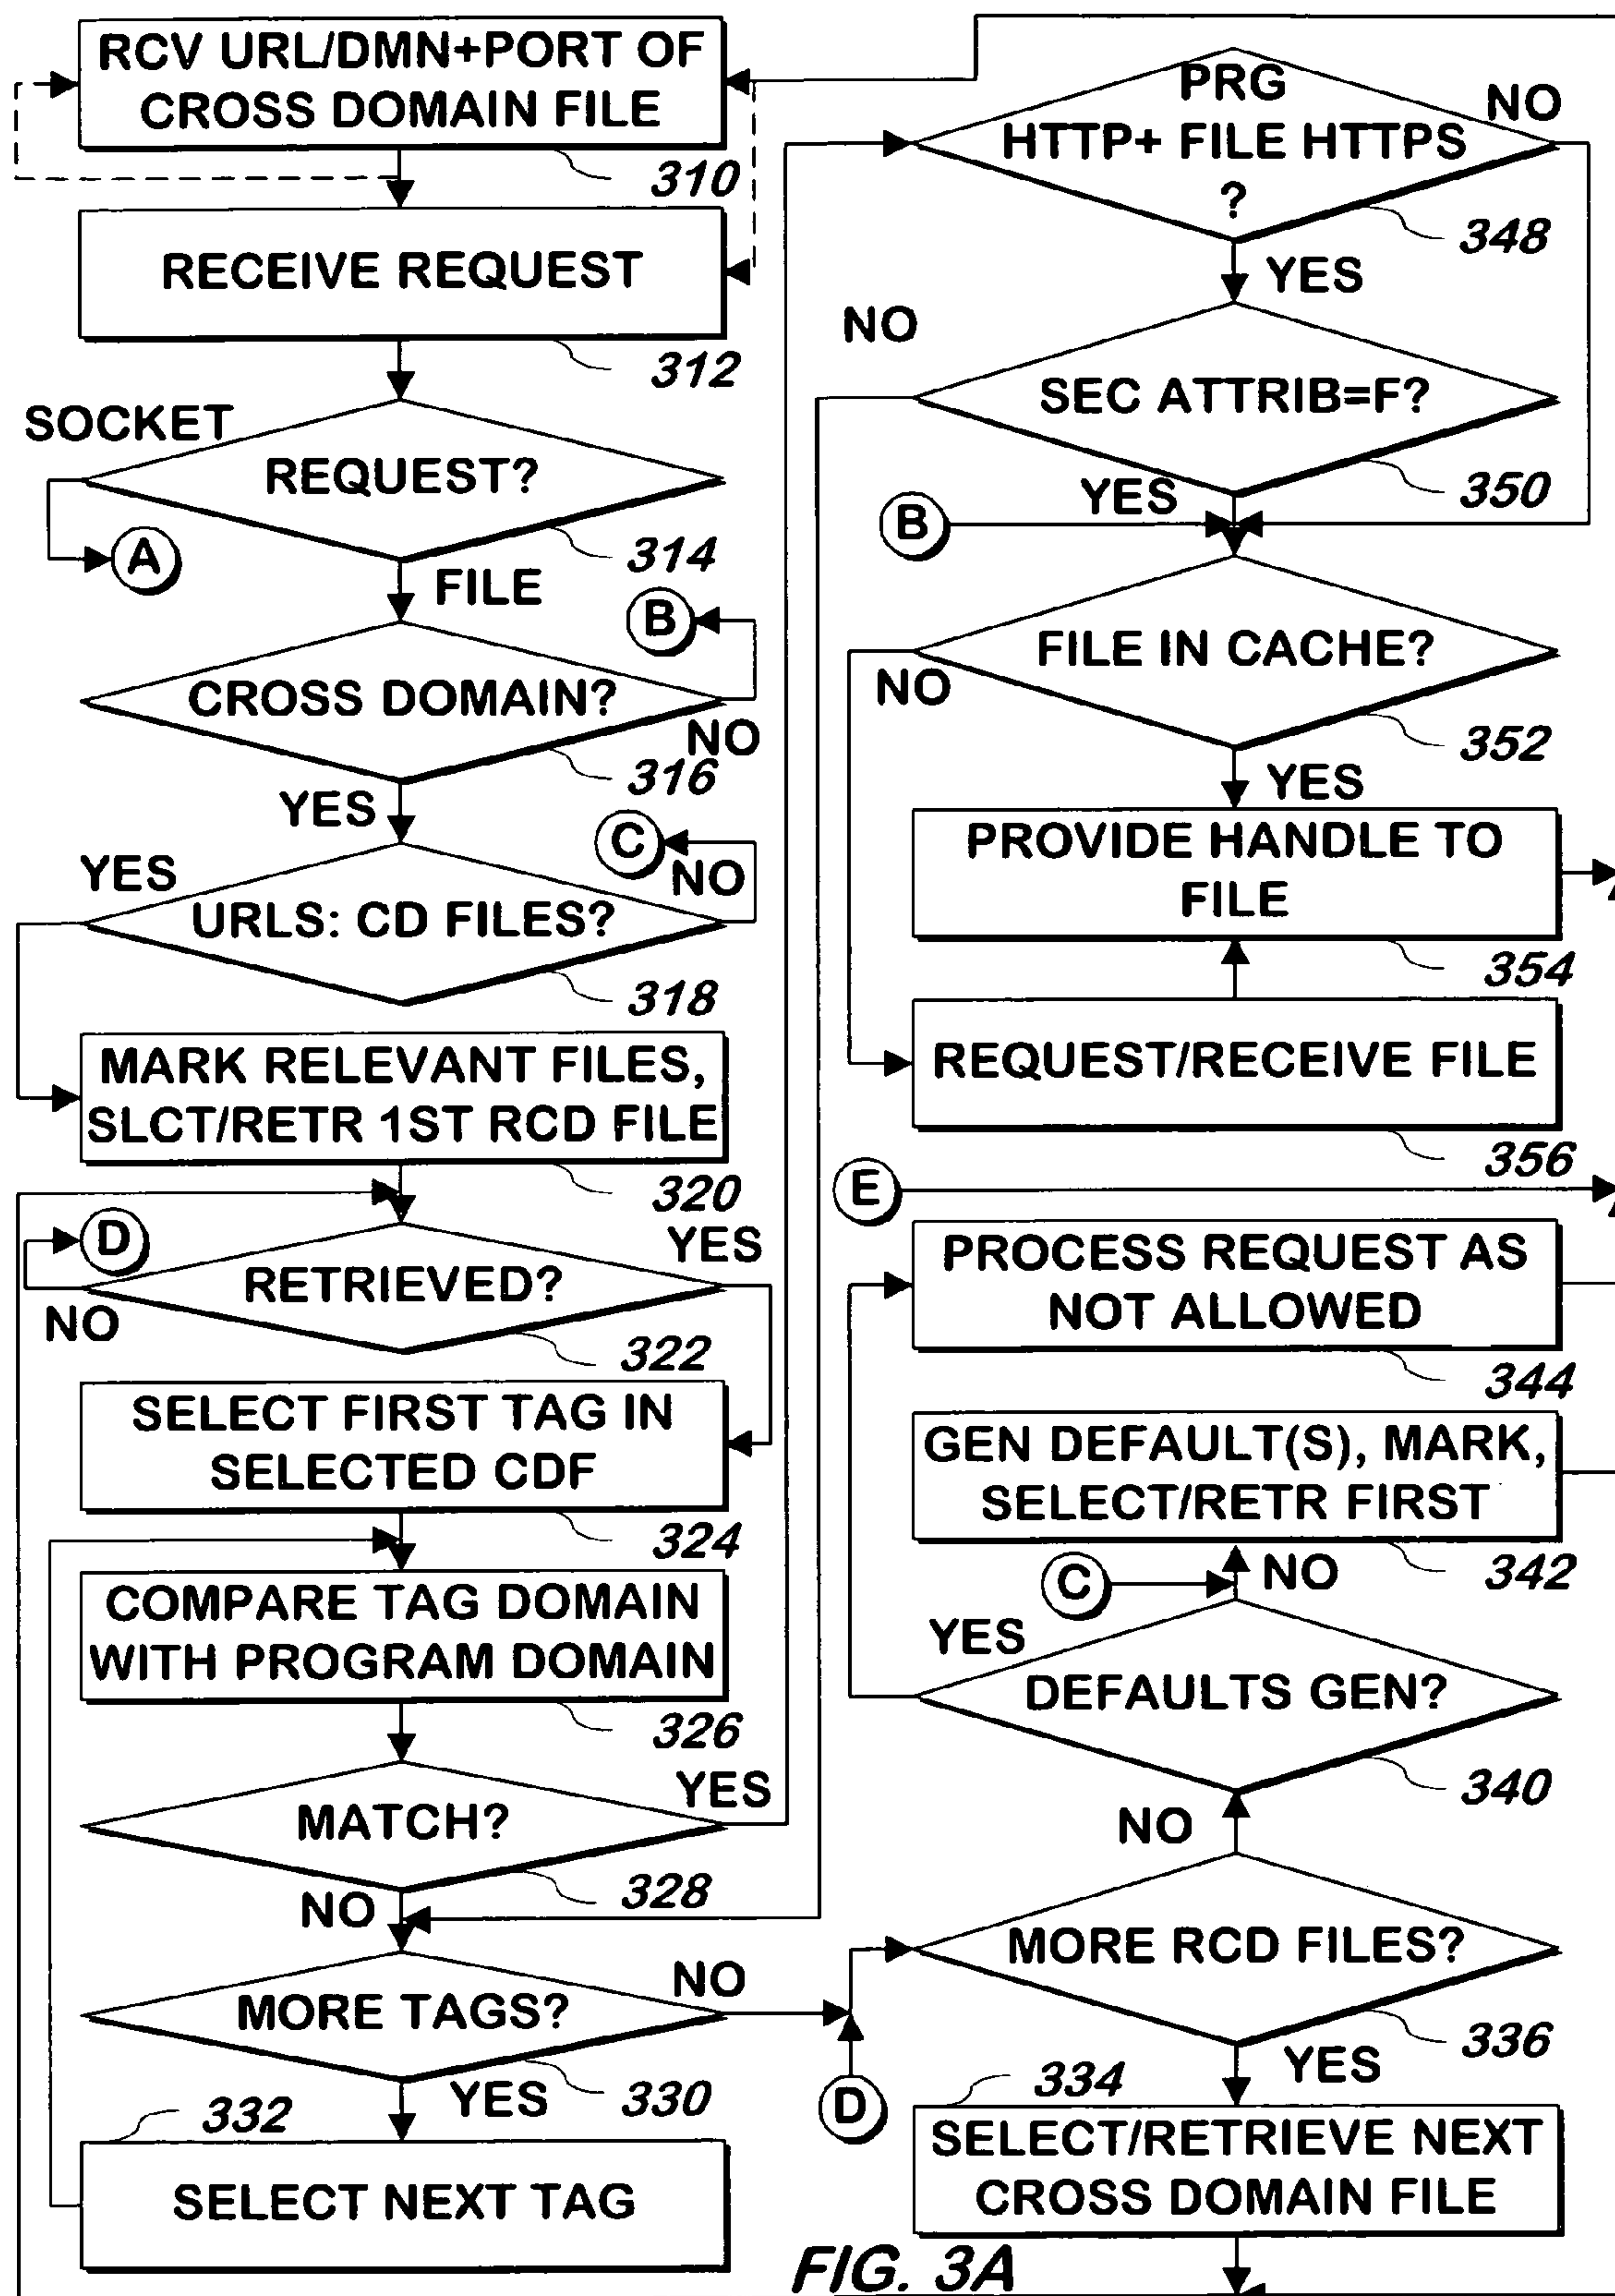 RCV URL/DMN+PORT OF
CROSS DOMAIN FILE
310
RECEIVE REQUEST
312
SOCKET
REQUEST?
314
A
FILE
B
CROSS DOMAIN?
NO
316
YES
C
NO
YES
URLS: CD FILES?
318
MARK RELEVANT FILES,
SLCT/RETR 1ST RCD FILE
320
D
YES
RETRIEVED?
NO
322
SELECT FIRST TAG IN
SELECTED CDF
324
COMPARE TAG DOMAIN
WITH PROGRAM DOMAIN
326
YES
MATCH?
328
NO
NO
MORE TAGS?
YES
330
332
SELECT NEXT TAG
PRG
HTTP+ FILE HTTPS
?
NO
348
YES
NO
SEC ATTRIB=F?
350
YES
B
FILE IN CACHE?
NO
352
YES
PROVIDE HANDLE TO
FILE
354
REQUEST/RECEIVE FILE
356
E
PROCESS REQUEST AS
NOT ALLOWED
344
GEN DEFAULT(S), MARK,
SELECT/RETR FIRST
342
C
NO
YES
DEFAULTS GEN?
340
NO
MORE RCD FILES?
336
YES
334
D
SELECT/RETRIEVE NEXT
CROSS DOMAIN FILE
FIG. 3A